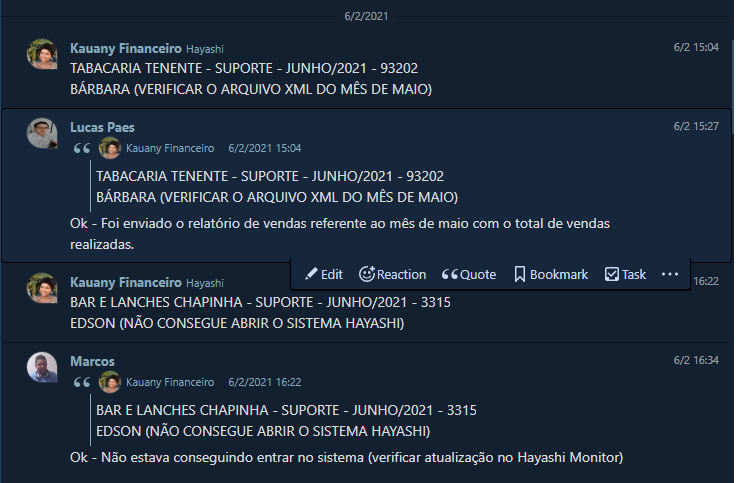 6/2/2021
Kauany Financeiro Hayashi 6/2 15:04
TABACARIA TENENTE - SUPORTE - JUNHO/2021 - 93202
BÁRBARA (VERIFICAR O ARQUIVO XML DO MÊS DE MAIO)
Lucas Paes 6/2 15:27
Kauany Financeiro 6/2/2021 15:04
TABACARIA TENENTE - SUPORTE - JUNHO/2021 - 93202
BÁRBARA (VERIFICAR O ARQUIVO XML DO MÊS DE MAIO)
Ok - Foi enviado o relatório de vendas referente ao mês de maio com o total de vendas
realizadas.
Edit Reaction Quote Bookmark Task
Kauany Financeiro Hayashi 16:22
BAR E LANCHES CHAPINHA - SUPORTE - JUNHO/2021 - 3315
EDSON (NÃO CONSEGUE ABRIR O SISTEMA HAYASHI)
Marcos 6/2 16:34
Kauany Financeiro 6/2/2021 16:22
BAR E LANCHES CHAPINHA - SUPORTE - JUNHO/2021 - 3315
EDSON (NÃO CONSEGUE ABRIR O SISTEMA HAYASHI)
Ok - Não estava conseguindo entrar no sistema (verificar atualização no Hayashi Monitor)